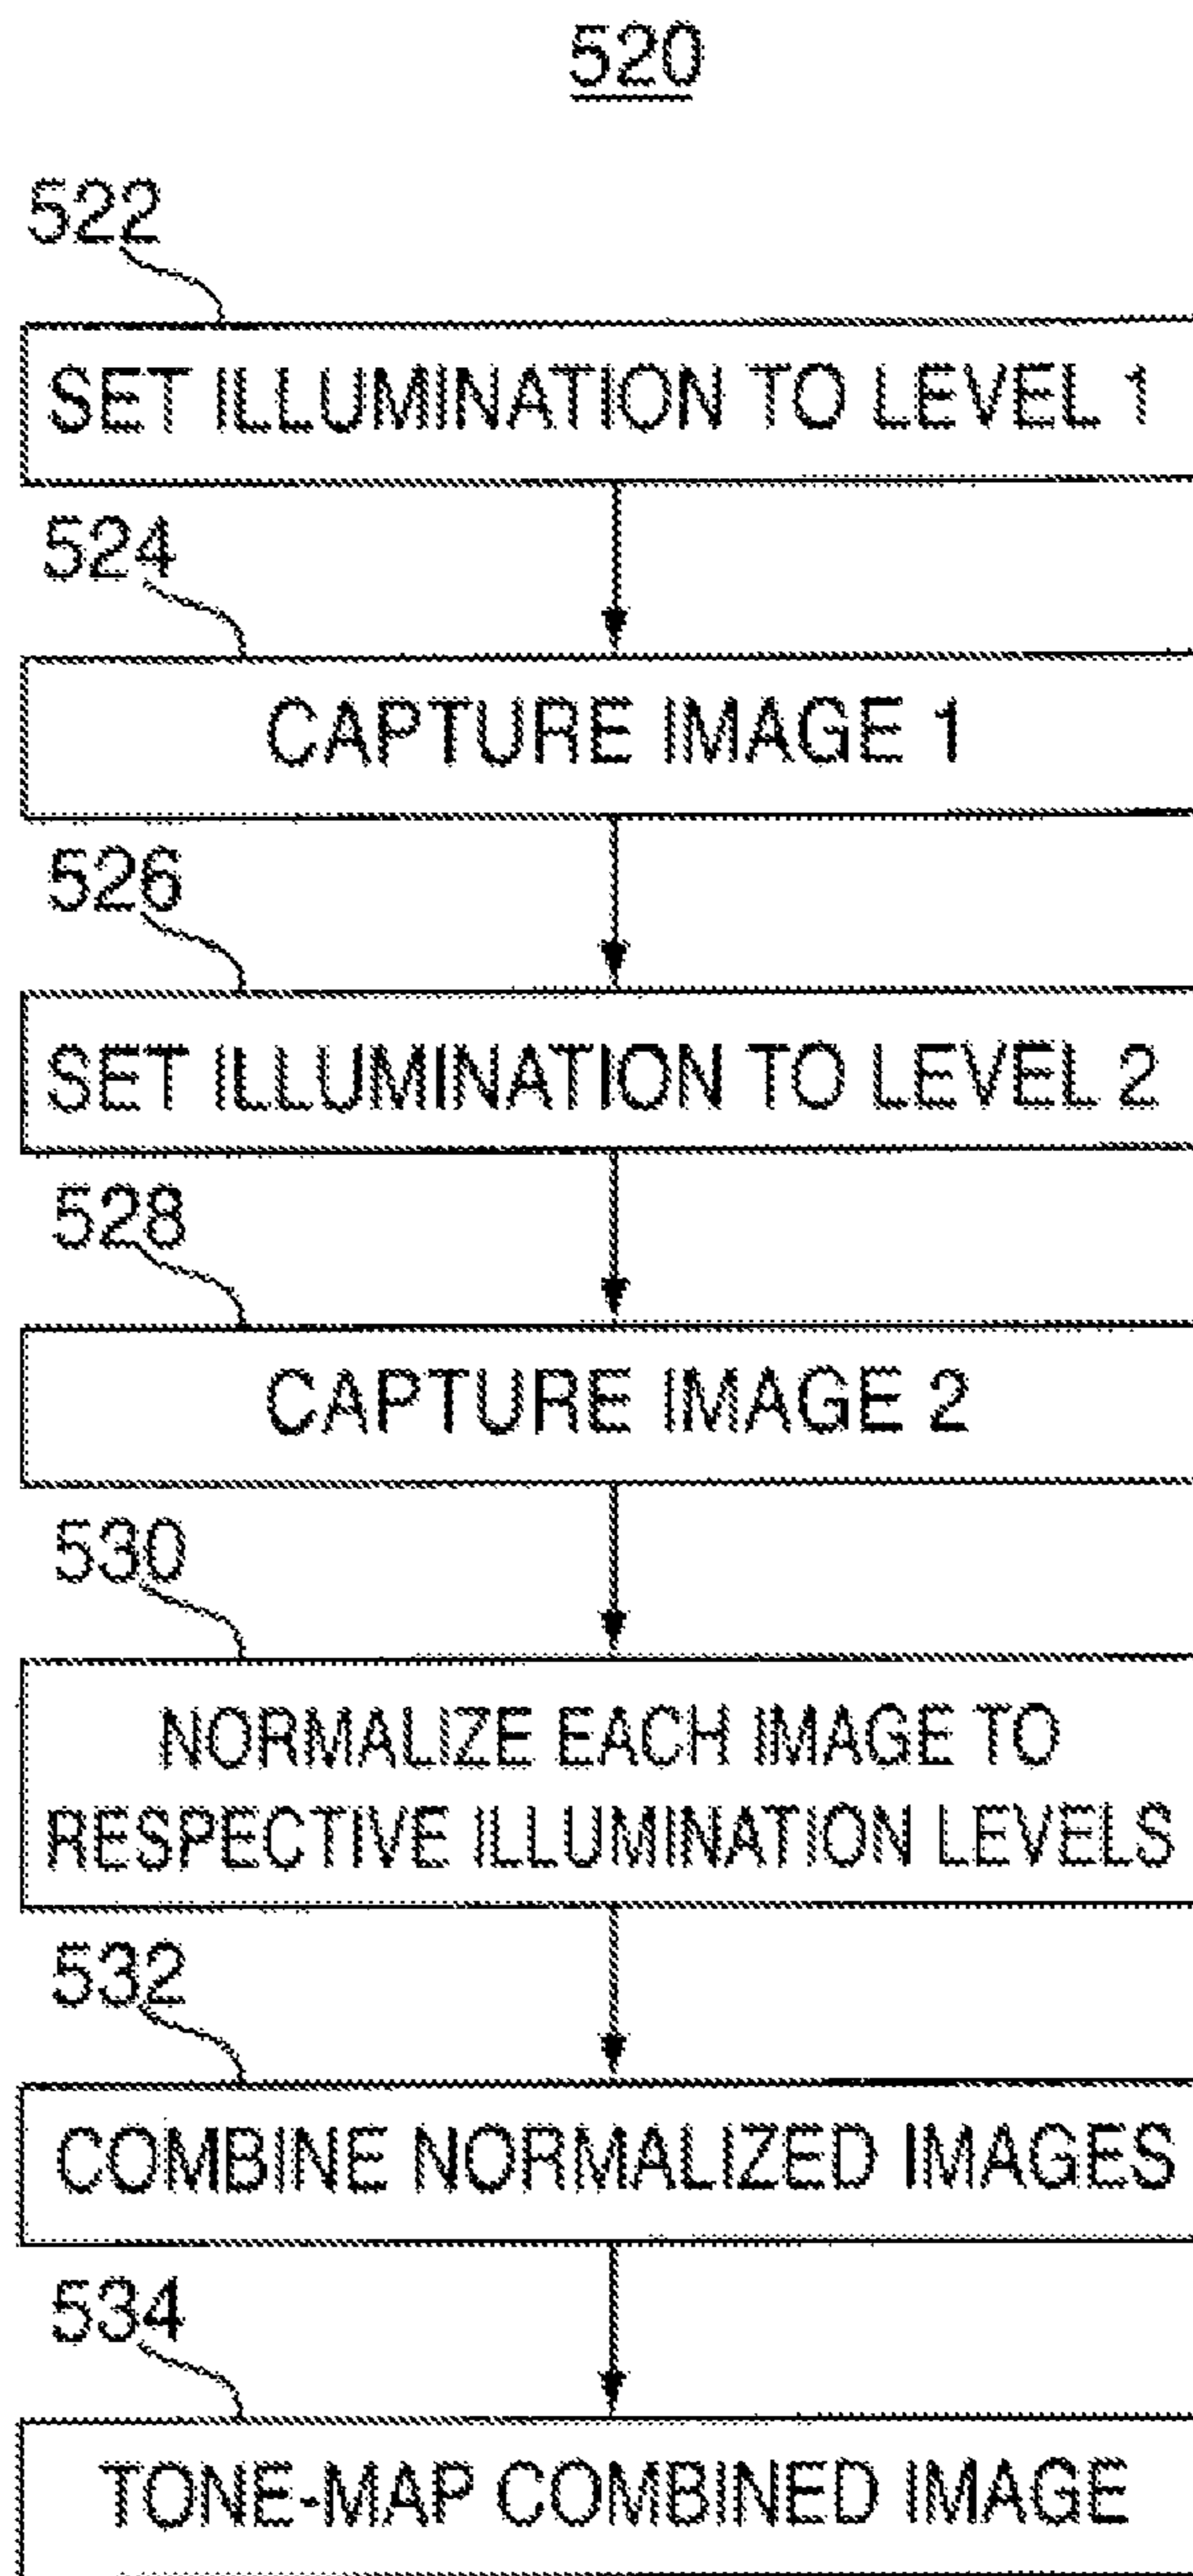 520
522
SET ILLUMINATION TO LEVEL 1
524
CAPTURE IMAGE 1
526
SET ILLUMINATION TO LEVEL 2
528
CAPTURE IMAGE 2
530
NORMALIZE EACH IMAGE TO
RESPECTIVE ILLUMINATION LEVELS
532
COMBINE NORMALIZED IMAGES
534
TONE-MAP COMBINED IMAGE